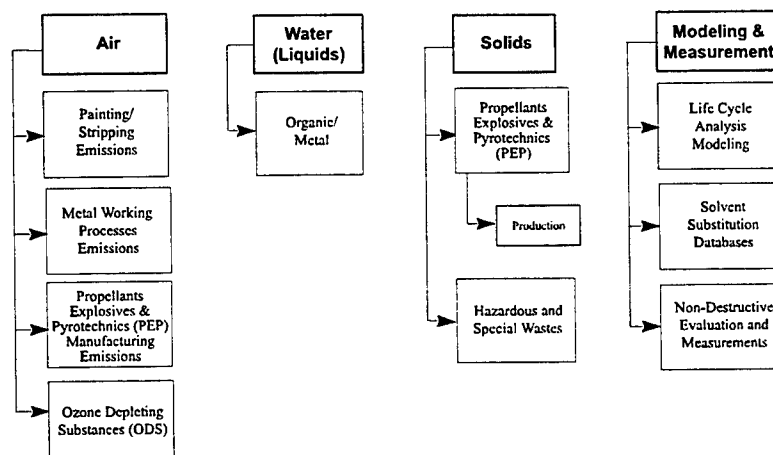 Air
Painting/
Stripping
Emissions
Metal Working
Processes
Emissions
Propellants
Explosives &
Pyrotechnics (PEP)
Manufacturing
Emissions
Ozone Depleting
Substances (ODS)
Water
(Liquids)
Organic/
Metal
Solids
Propellants
Explosives &
Pyrotechnics
(PEP)
Production
Hazardous and
Special Wastes
Modeling &
Measurement
Life Cycle
Analysis
Modeling
Solvent
Substitution
Databases
Non-Destructive
Evaluation and
Measurements